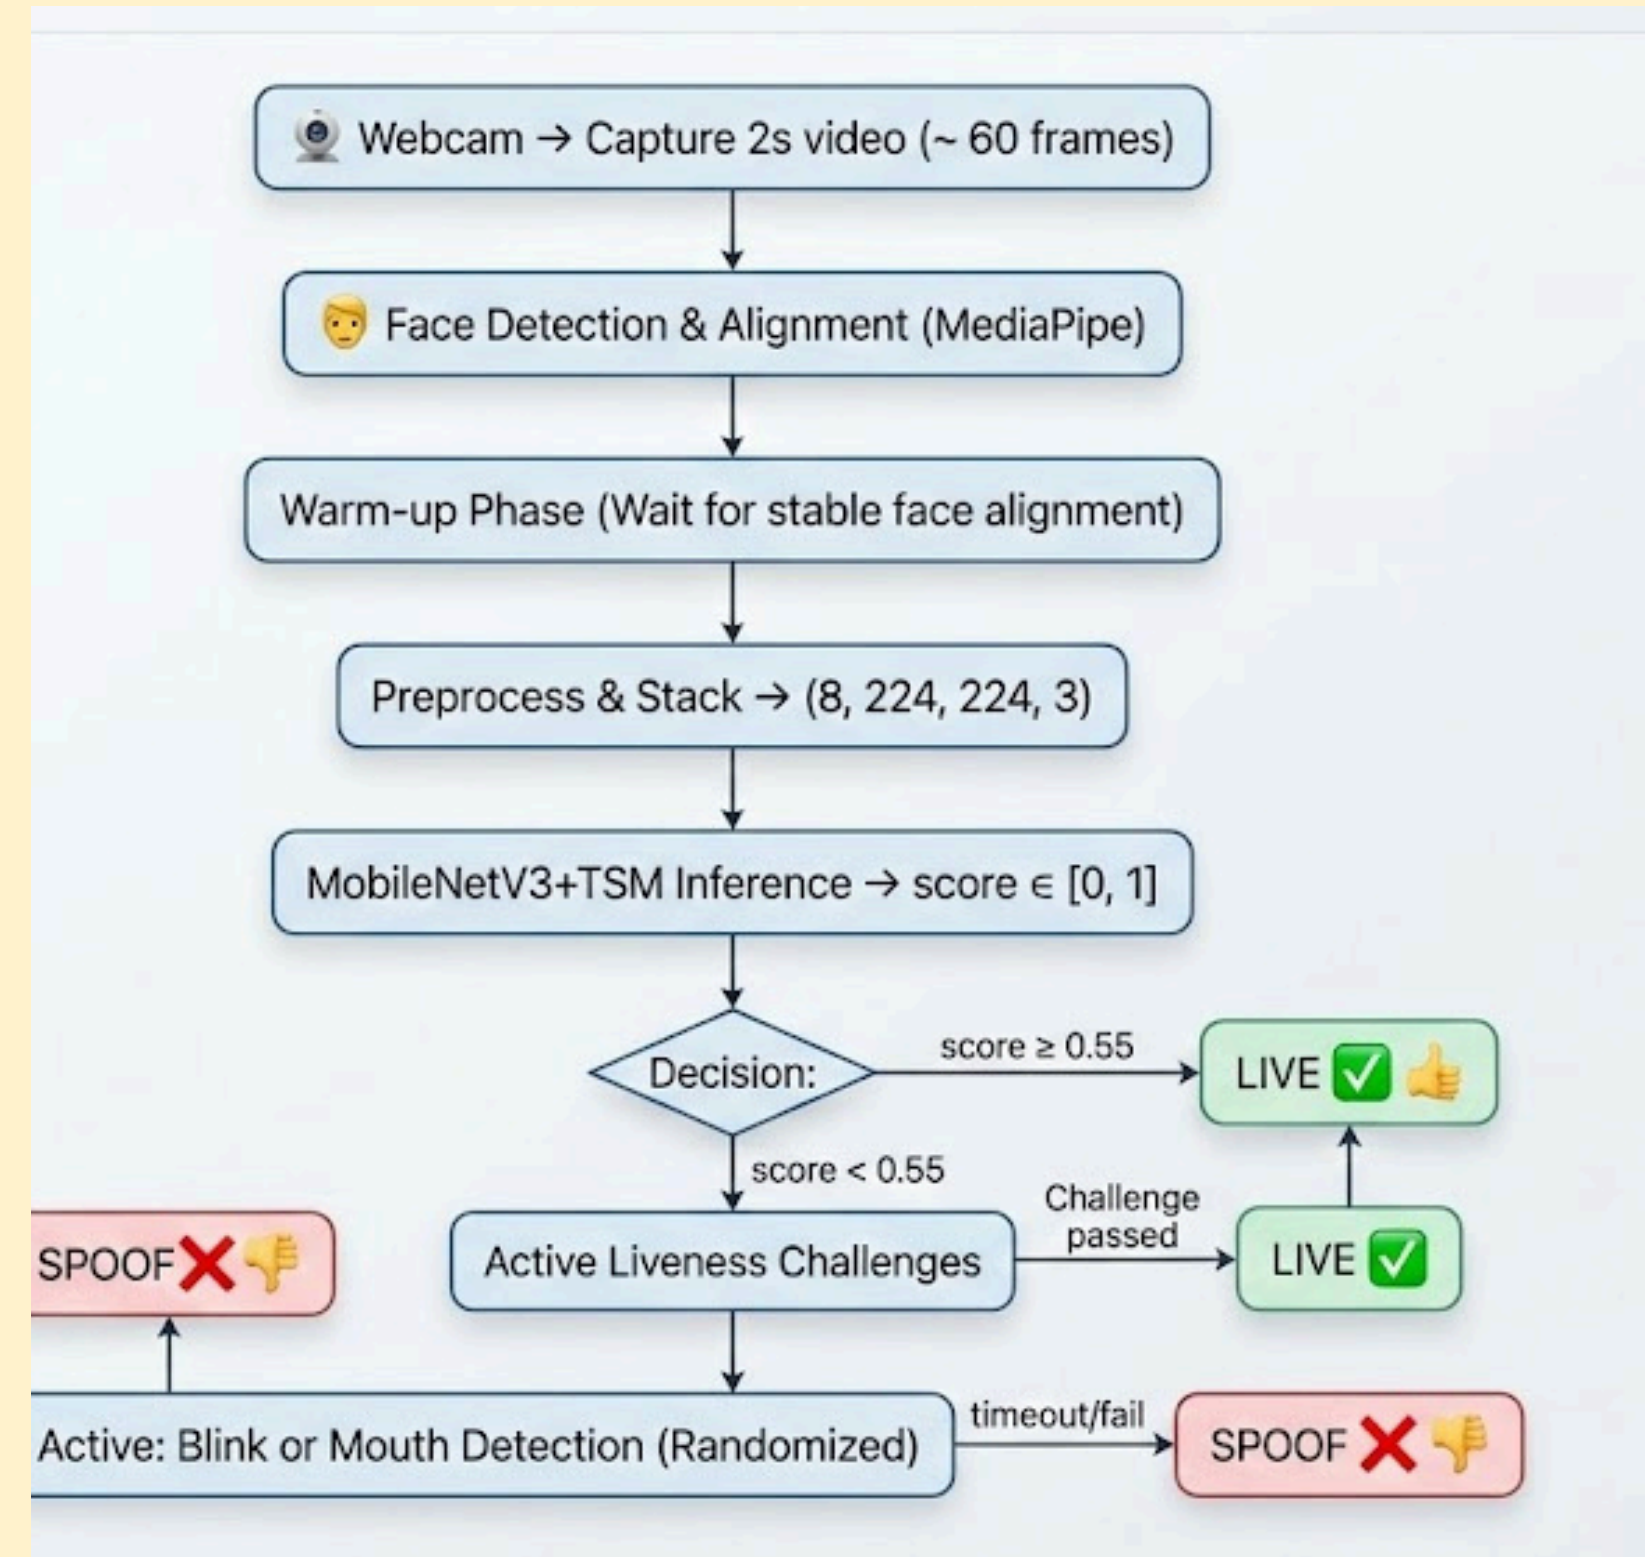 Webcam → Capture 2s video (~ 60 frames)
Face Detection & Alignment (MediaPipe)
Warm-up Phase (Wait for stable face alignment)
Preprocess & Stack → (8, 224, 224, 3)
MobileNetV3+TSM Inference → score ∈ [0, 1]
Decision:
score ≥ 0.55
LIVE ✅ 👍
score < 0.55
Active Liveness Challenges
Challenge
passed
LIVE ✅
SPOOF ❌ 👎
Active: Blink or Mouth Detection (Randomized)
timeout/fail
SPOOF ❌ 👎